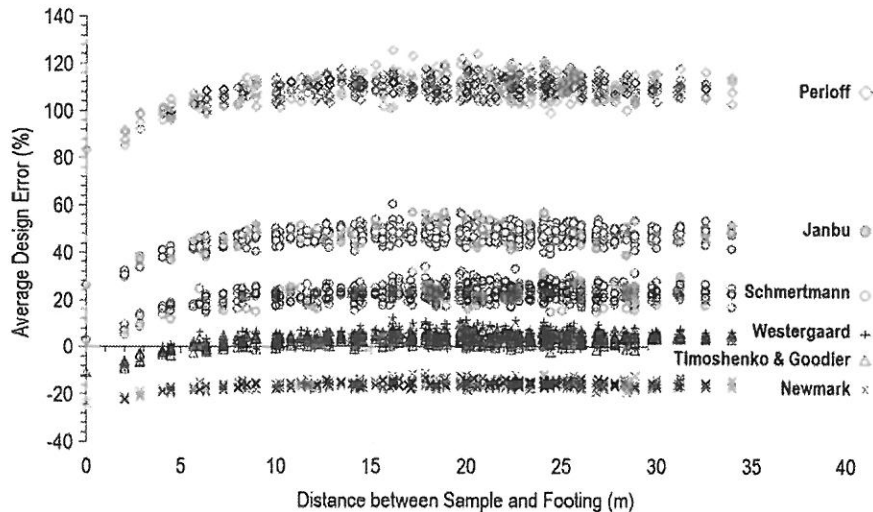 140
120
100
80
60
40
20
0
-20
-40
Average Design Error (%)
Perloff
Janbu
Schmertmann
Westergaard
Timoshenko & Goodier
Newmark
0 5 10 15 20 25 30 35 40
Distance between Sample and Footing (m)